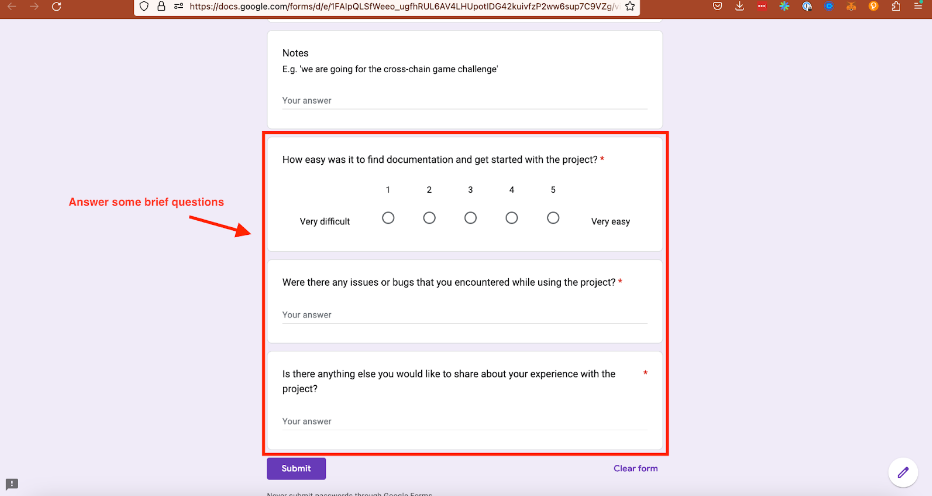 https://docs.google.com/forms/d/e/1FAIpQLSfWeeo_ugfhRUL6AV4LHUpotIDG42kuivfzP2ww6sup7C9VZg/v
Notes
E.g. 'we are going for the cross-chain game challenge'
Your answer
How easy was it to find documentation and get started with the project? *
1 2 3 4 5
Very difficult Very easy
Answer some brief questions
Were there any issues or bugs that you encountered while using the project? *
Your answer
Is there anything else you would like to share about your experience with the *
project?
Your answer
Submit Clear form
Never submit passwords through Google Forms.